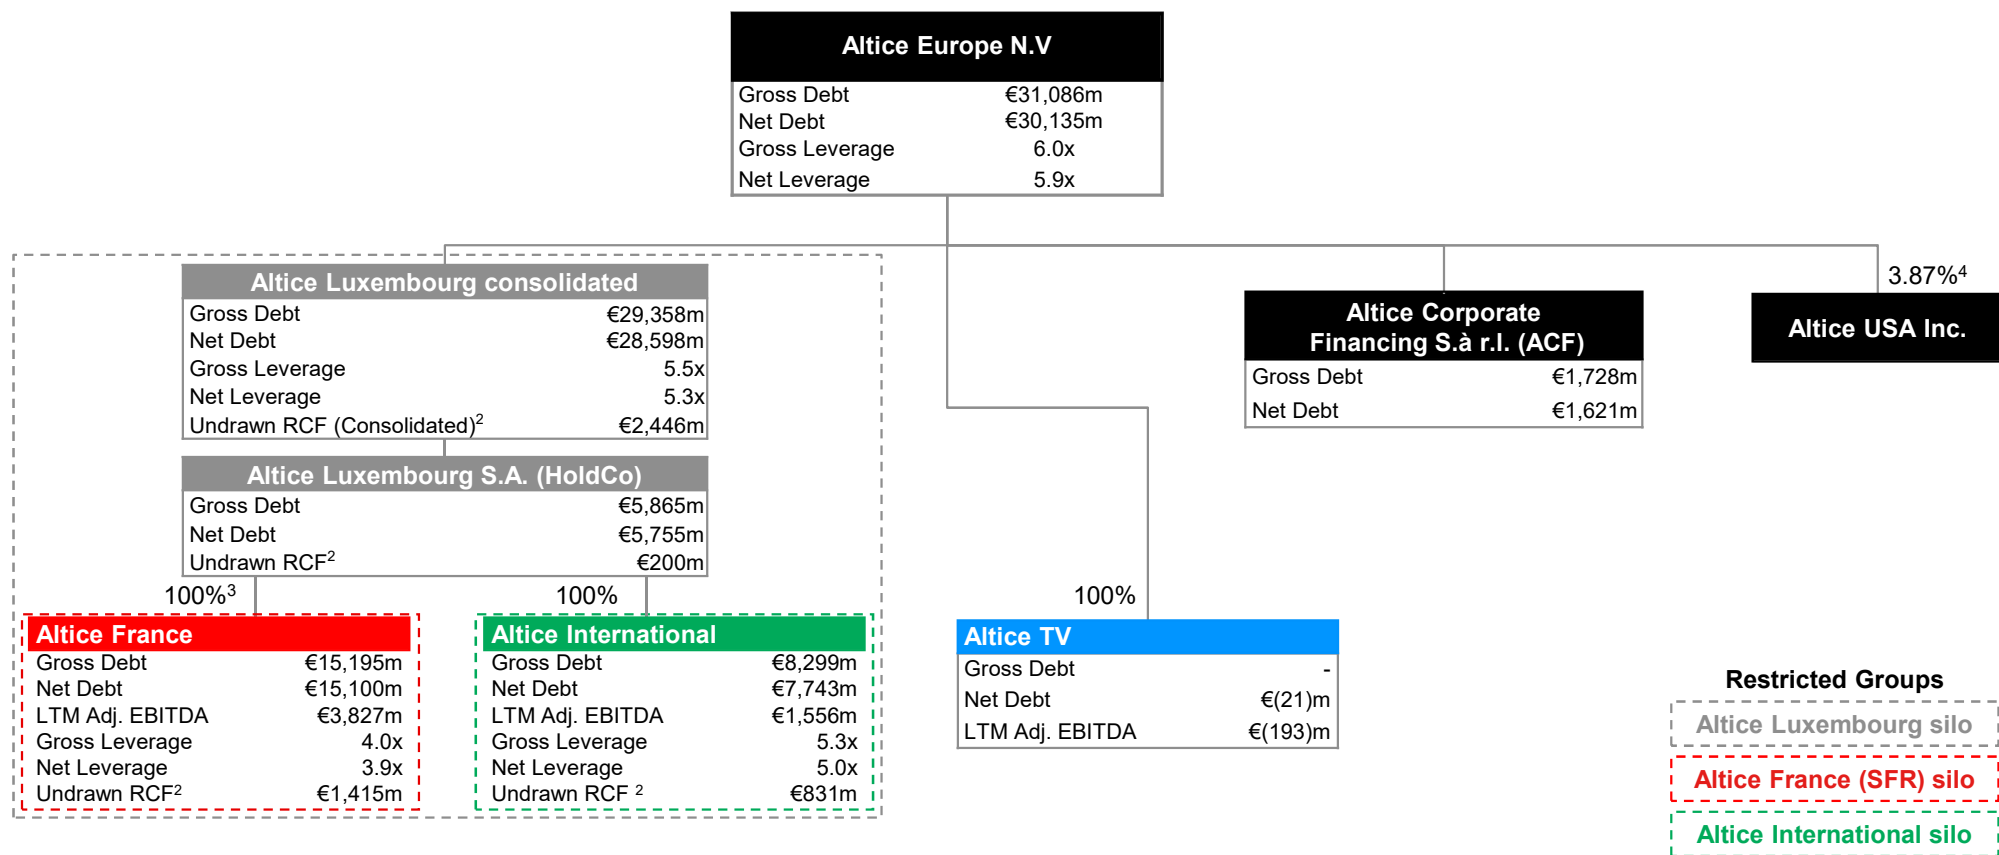 Altice Europe N.V
Gross Debt €31,086m
Net Debt €30,135m
Gross Leverage 6.0x
Net Leverage 5.9x
Altice Luxembourg consolidated
Gross Debt €29,358m
Net Debt €28,598m
Gross Leverage 5.5x
Net Leverage 5.3x
Undrawn RCF (Consolidated)² €2,446m
Altice Luxembourg S.A. (HoldCo)
Gross Debt €5,865m
Net Debt €5,755m
Undrawn RCF² €200m
100%³
100%
Altice France
Gross Debt €15,195m
Net Debt €15,100m
LTM Adj. EBITDA €3,827m
Gross Leverage 4.0x
Net Leverage 3.9x
Undrawn RCF² €1,415m
Altice International
Gross Debt €8,299m
Net Debt €7,743m
LTM Adj. EBITDA €1,556m
Gross Leverage 5.3x
Net Leverage 5.0x
Undrawn RCF ² €831m
100%
Altice TV
Gross Debt -
Net Debt €(21)m
LTM Adj. EBITDA €(193)m
Altice Corporate
Financing S.à r.l. (ACF)
Gross Debt €1,728m
Net Debt €1,621m
3.87%⁴
Altice USA Inc.
Restricted Groups
Altice Luxembourg silo
Altice France (SFR) silo
Altice International silo